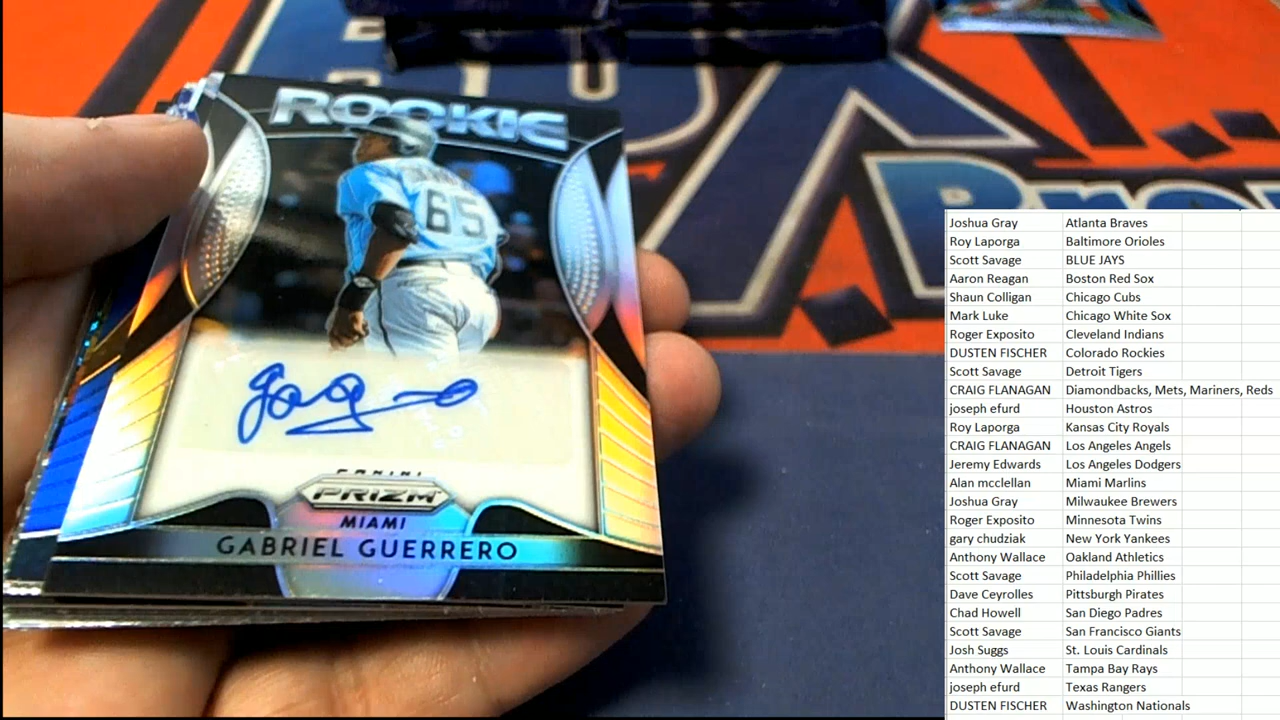 ROOKIE
65
PANINI
PRIZM
MIAMI
GABRIEL GUERRERO
Joshua Gray Atlanta Braves
Roy Laporga Baltimore Orioles
Scott Savage BLUE JAYS
Aaron Reagan Boston Red Sox
Shaun Colligan Chicago Cubs
Mark Luke Chicago White Sox
Roger Exposito Cleveland Indians
DUSTEN FISCHER Colorado Rockies
Scott Savage Detroit Tigers
CRAIG FLANAGAN Diamondbacks, Mets, Mariners, Reds
joseph efurd Houston Astros
Roy Laporga Kansas City Royals
CRAIG FLANAGAN Los Angeles Angels
Jeremy Edwards Los Angeles Dodgers
Alan mcclellan Miami Marlins
Joshua Gray Milwaukee Brewers
Roger Exposito Minnesota Twins
gary chudziak New York Yankees
Anthony Wallace Oakland Athletics
Scott Savage Philadelphia Phillies
Dave Ceyrolles Pittsburgh Pirates
Chad Howell San Diego Padres
Scott Savage San Francisco Giants
Josh Suggs St. Louis Cardinals
Anthony Wallace Tampa Bay Rays
joseph efurd Texas Rangers
DUSTEN FISCHER Washington Nationals